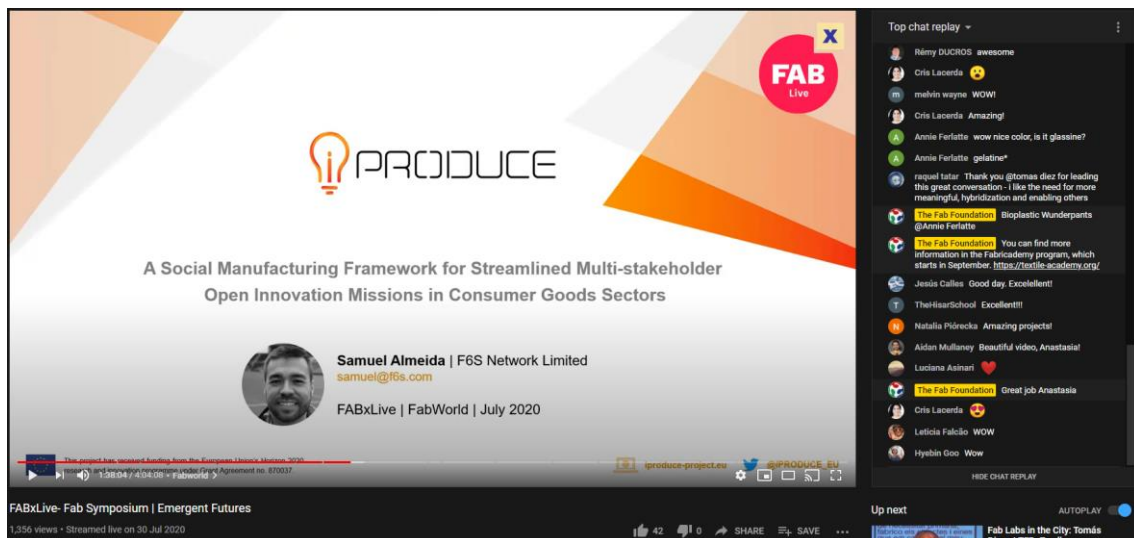 X
FAB
Live
iPRODUCE
A Social Manufacturing Framework for Streamlined Multi-stakeholder
Open Innovation Missions in Consumer Goods Sectors
Samuel Almeida | F6S Network Limited
samuel@f6s.com
FABxLive | FabWorld | July 2020
This project has received funding from the European Union's Horizon 2020
research and innovation programme under Grant Agreement no. 870037.
iproduce-project.eu
@iPRODUCE_EU
1:38:04 / 4:04:08 • Fabworld >
FABxLive- Fab Symposium | Emergent Futures
1,356 views • Streamed live on 30 Jul 2020
42
0
SHARE
SAVE
Top chat replay
Rémy DUCROS awesome
Cris Lacerda 😮
m
melvin wayne WOW!
Cris Lacerda Amazing!
A
Annie Ferlatte wow nice color, is it glassine?
A
Annie Ferlatte gelatine*
raquel tatar Thank you @tomas diez for leading
this great conversation - i like the need for more
meaningful, hybridization and enabling others
The Fab Foundation Bioplastic Wunderpants
@Annie Ferlatte
The Fab Foundation You can find more
information in the Fabricademy program, which
starts in September. https://textile-academy.org/
Jesús Calles Good day. Excelellent!
T
TheHisarSchool Excellent!!!
N
Natalia Piórecka Amazing projects!
Aidan Mullaney Beautiful video, Anastasia!
Luciana Asinari ❤️
The Fab Foundation Great job Anastasia
Cris Lacerda 😍
Leticia Falcão WOW
Hyebin Goo Wow
HIDE CHAT REPLAY
Up next
AUTOPLAY
Fab Labs in the City: Tomás